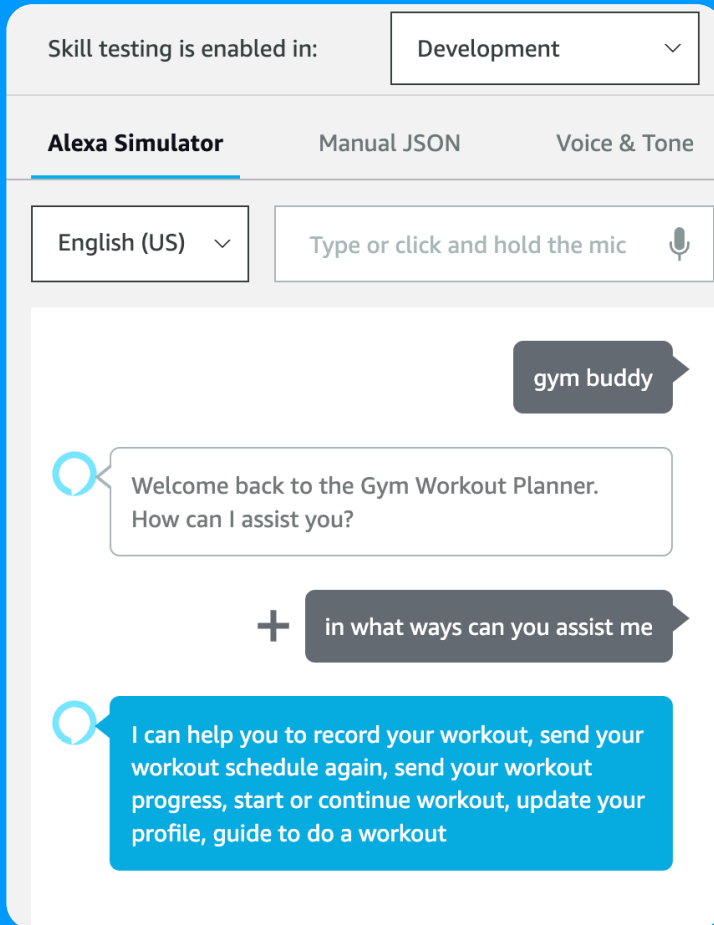 Skill testing is enabled in: Development
Alexa Simulator Manual JSON Voice & Tone
English (US) Type or click and hold the mic
gym buddy
Welcome back to the Gym Workout Planner.
How can I assist you?
in what ways can you assist me
I can help you to record your workout, send your
workout schedule again, send your workout
progress, start or continue workout, update your
profile, guide to do a workout